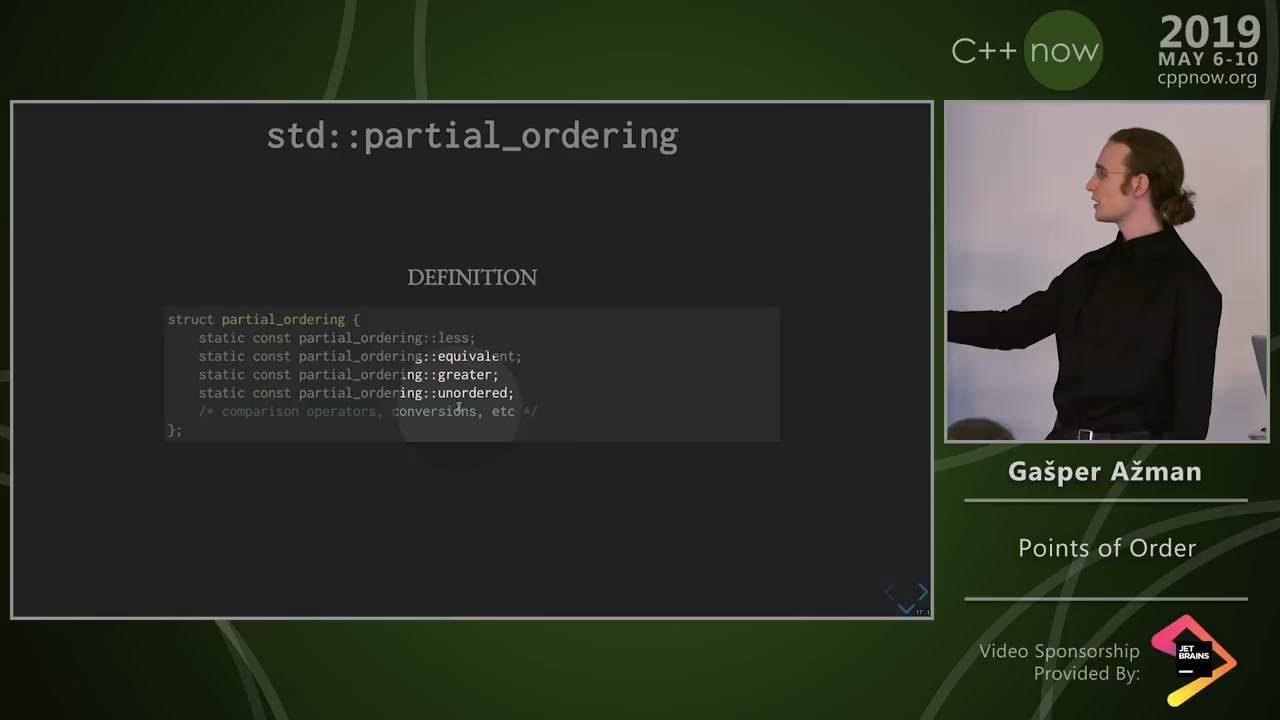 C++ now
2019
MAY 6-10
cppnow.org
std::partial_ordering
DEFINITION
struct partial_ordering {
static const partial_ordering::less;
static const partial_ordering::equivalent;
static const partial_ordering::greater;
static const partial_ordering::unordered;
/* comparison operators, conversions, etc */
};
17.1
Gašper Ažman
Points of Order
Video Sponsorship
Provided By:
JET
BRAINS